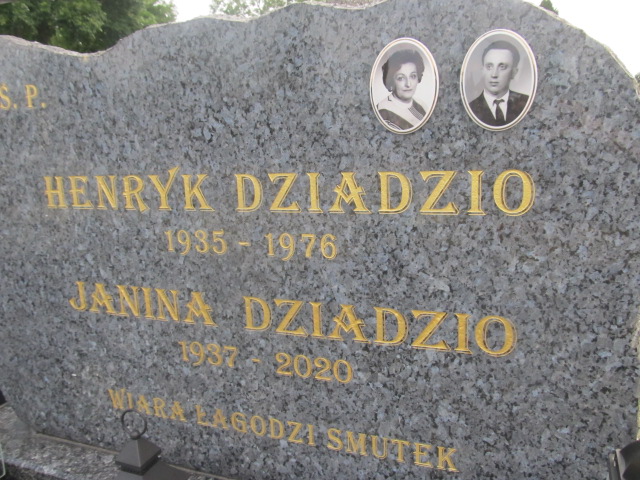 Ś. P.
HENRYK DZIADZIO
1935 - 1976
JANINA DZIADZIO
1937 - 2020
WIARA ŁAGODZI SMUTEK